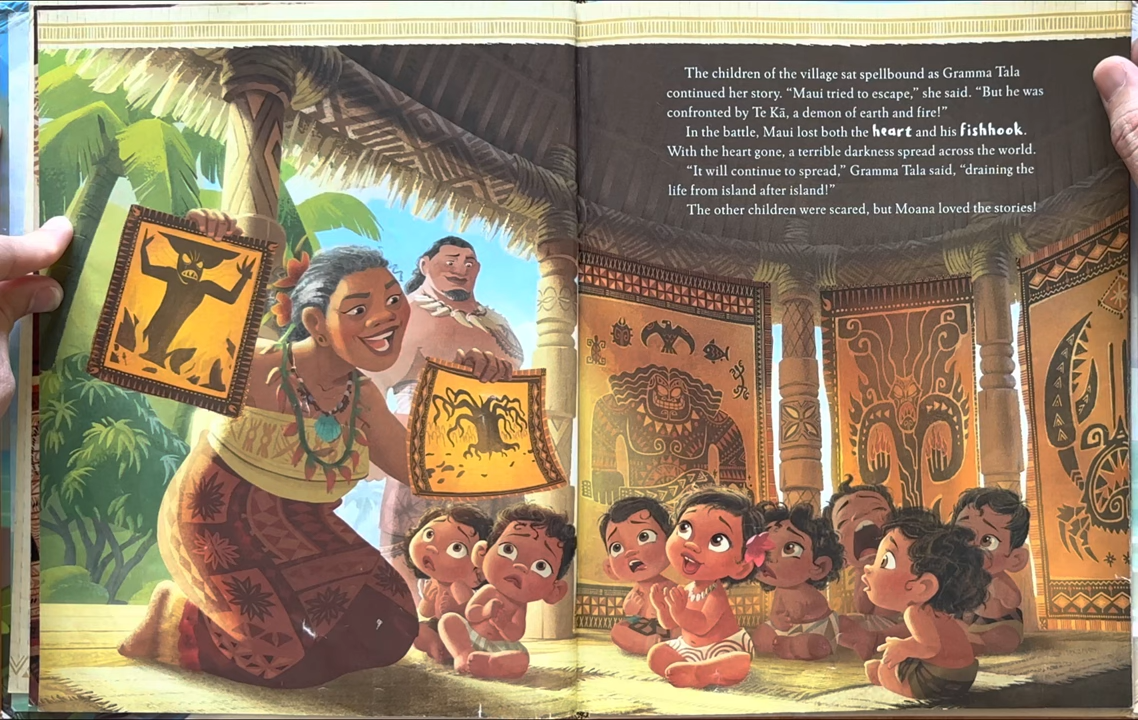 The children of the village sat spellbound as Gramma Tala
continued her story. “Maui tried to escape,” she said. “But he was
confronted by Te Kā, a demon of earth and fire!”
In the battle, Maui lost both the heart and his fishhook.
With the heart gone, a terrible darkness spread across the world.
“It will continue to spread,” Gramma Tala said, “draining the
life from island after island!”
The other children were scared, but Moana loved the stories!